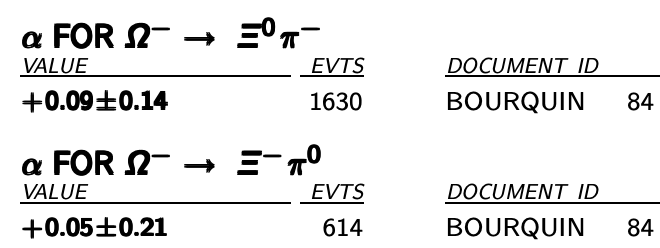 α FOR Ω⁻ → Ξ⁰π⁻
VALUE EVTS DOCUMENT ID
+0.09±0.14 1630 BOURQUIN 84
α FOR Ω⁻ → Ξ⁻π⁰
VALUE EVTS DOCUMENT ID
+0.05±0.21 614 BOURQUIN 84